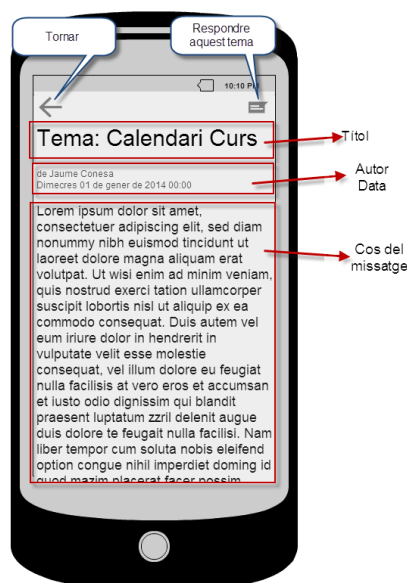 Tornar
Respondre
aquest tema
10:10 PM
Tema: Calendari Curs
Títol
de Jaume Conesa
Dimecres 01 de gener de 2014 00:00
Autor
Data
Lorem ipsum dolor sit amet,
consectetuer adipiscing elit, sed diam
nonummy nibh euismod tincidunt ut
laoreet dolore magna aliquam erat
volutpat. Ut wisi enim ad minim veniam,
quis nostrud exerci tation ullamcorper
suscipit lobortis nisl ut aliquip ex ea
commodo consequat. Duis autem vel
eum iriure dolor in hendrerit in
vulputate velit esse molestie
consequat, vel illum dolore eu feugiat
nulla facilisis at vero eros et accumsan
et iusto odio dignissim qui blandit
praesent luptatum zzril delenit augue
duis dolore te feugait nulla facilisi. Nam
liber tempor cum soluta nobis eleifend
option congue nihil imperdiet doming id
quod mazim placerat facer possim
Cos del
missatge